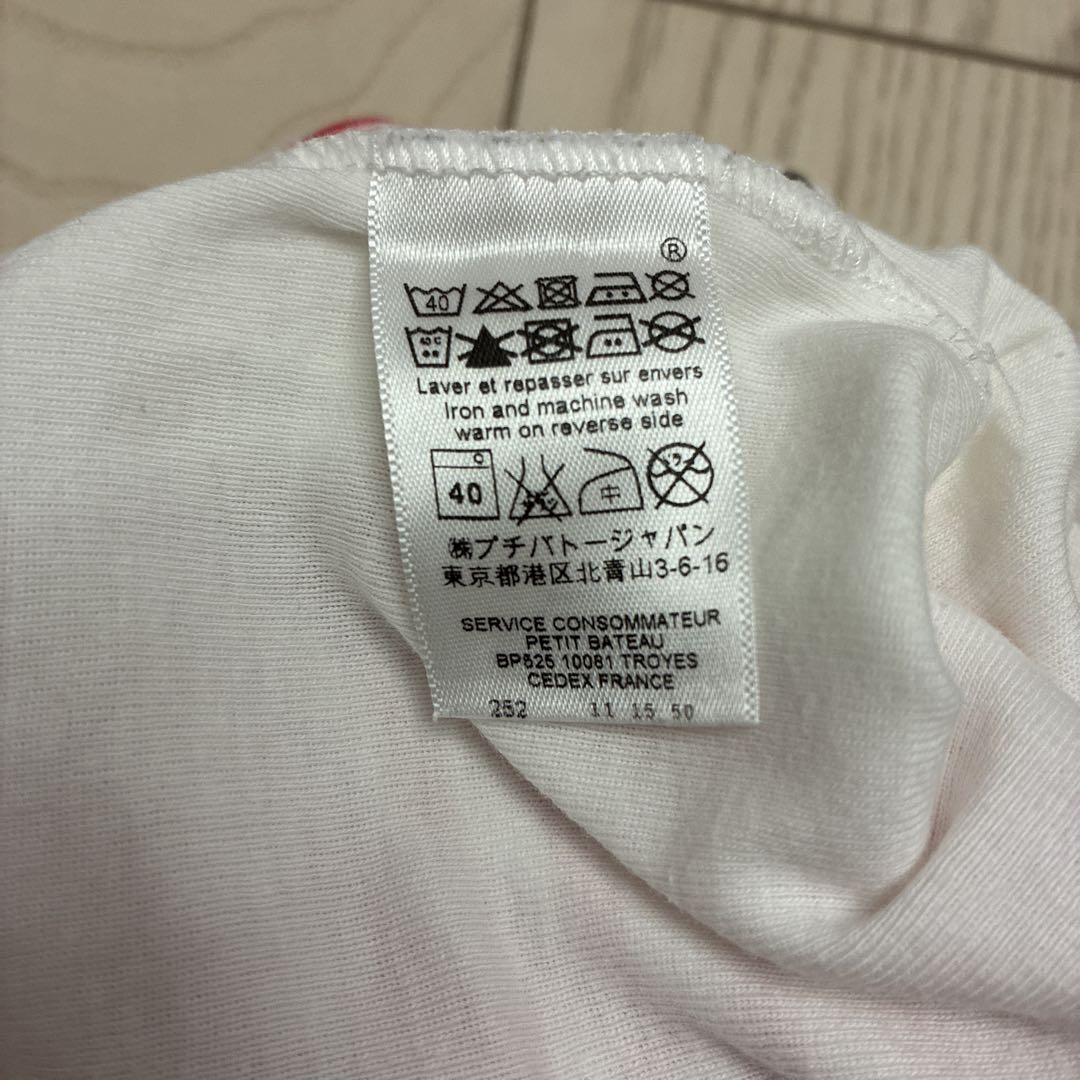 ®
40
40 C
Laver et repasser sur envers
Iron and machine wash
warm on reverse side
C
40
中
㈱プチバトージャパン
東京都港区北青山3-6-16
SERVICE CONSOMMATEUR
PETIT BATEAU
BP525 10081 TROYES
CEDEX FRANCE
252 11 15 50